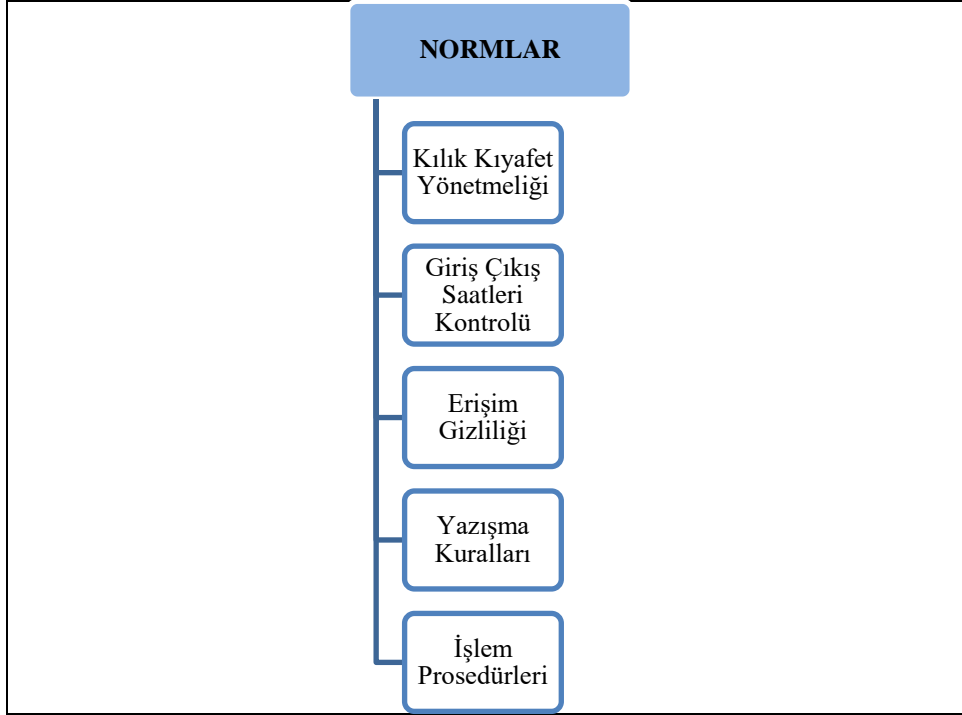 NORMLAR
Kılık Kıyafet
Yönetmeliği
Giriş Çıkış
Saatleri
Kontrolü
Erişim
Gizliliği
Yazışma
Kuralları
İşlem
Prosedürleri